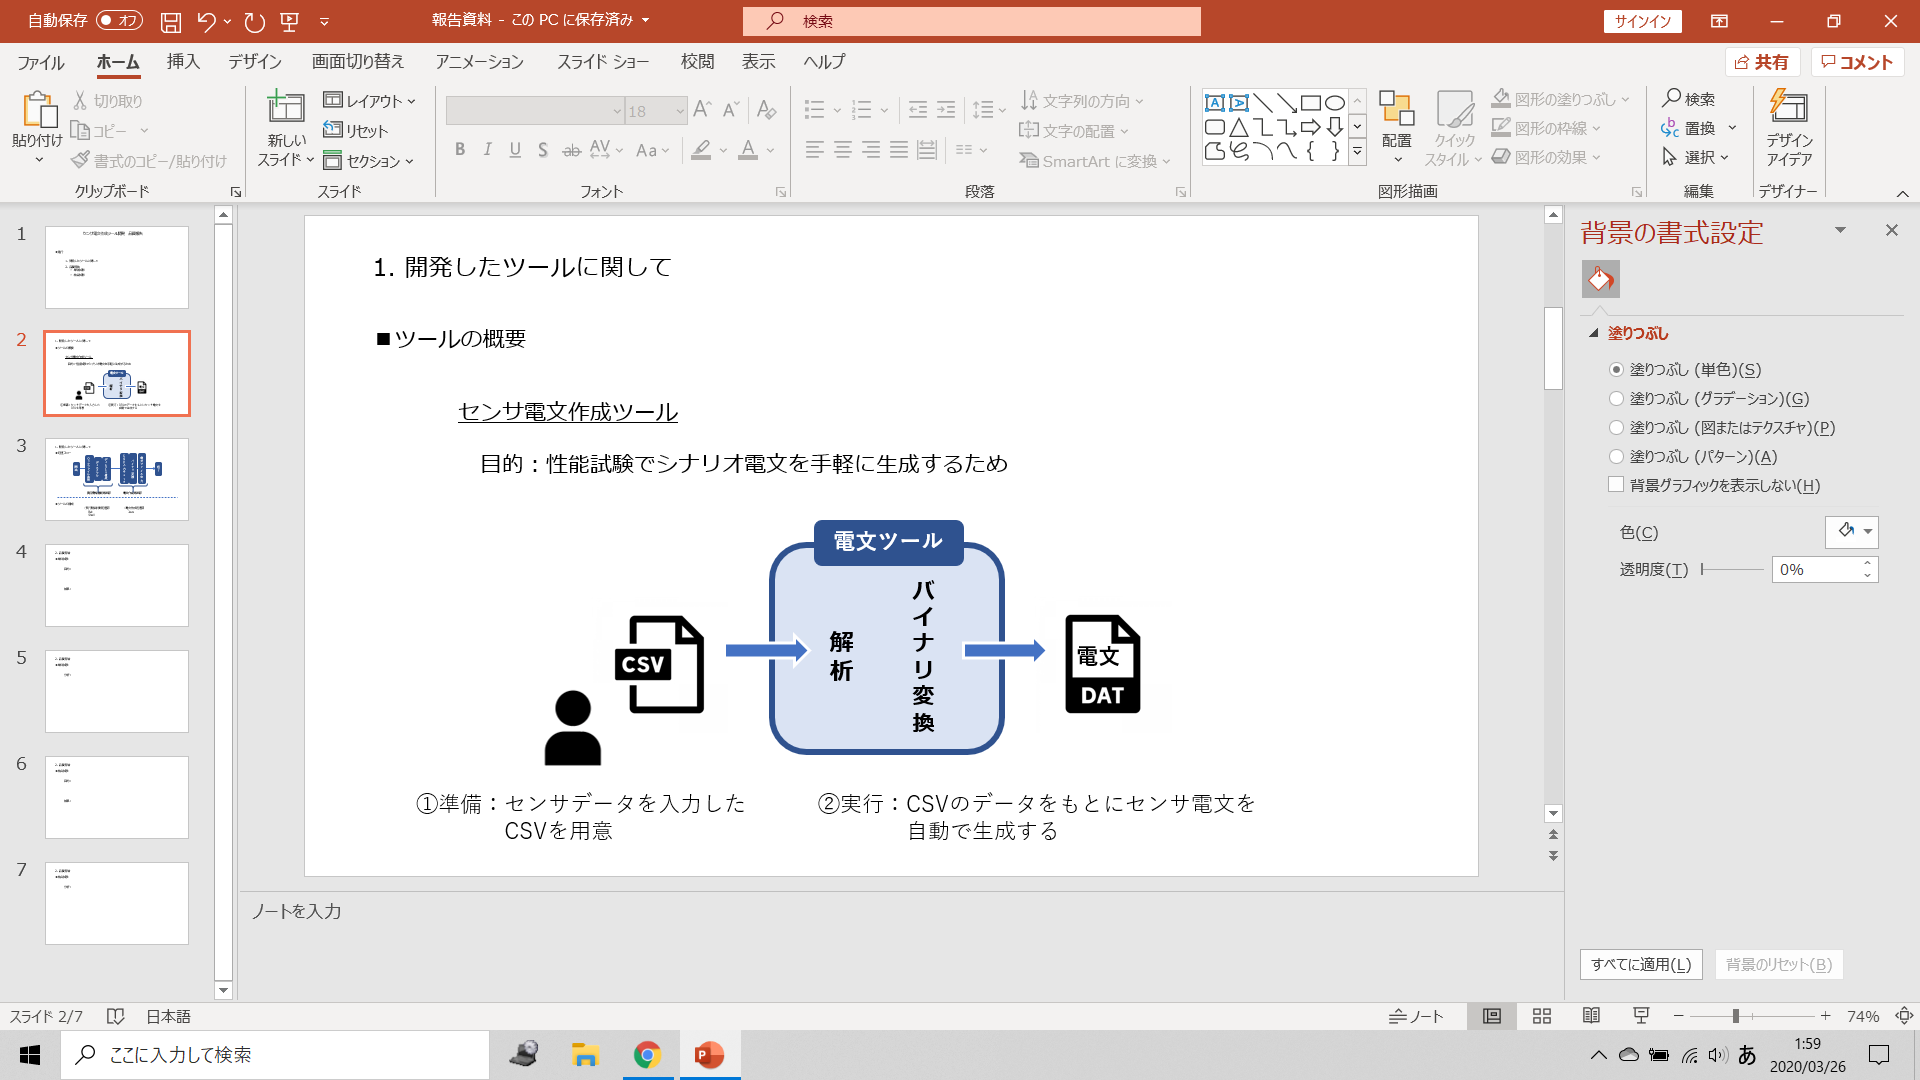 自動保存 オフ
報告資料 - この PC に保存済み
検索
サインイン
ファイル ホーム 挿入 デザイン 画面切り替え アニメーション スライド ショー 校閲 表示 ヘルプ
共有 コメント
貼り付け
切り取り
コピー
書式のコピー/貼り付け
クリップボード
新しい
スライド
レイアウト
リセット
セクション
スライド
18
B I U S ab AV Aa A
フォント
文字列の方向
文字の配置
SmartArt に変換
段落
配置
クイック
スタイル
図形の塗りつぶし
図形の枠線
図形の効果
図形描画
検索
置換
選択
編集
デザイン
アイデア
デザイナー
1
2
3
4
5
6
7
1. 開発したツールに関して
■ツールの概要
センサ電文作成ツール
目的：性能試験でシナリオ電文を手軽に生成するため
電文ツール
CSV
解析
バイナリ変換
電文
DAT
①準備：センサデータを入力した
CSVを用意
②実行：CSVのデータをもとにセンサ電文を
自動で生成する
ノートを入力
背景の書式設定
塗りつぶし
塗りつぶし (単色)(S)
塗りつぶし (グラデーション)(G)
塗りつぶし (図またはテクスチャ)(P)
塗りつぶし (パターン)(A)
背景グラフィックを表示しない(H)
色(C)
透明度(T) 0%
すべてに適用(L) 背景のリセット(B)
スライド 2/7 日本語
ノート
74%
ここに入力して検索
あ
1:59
2020/03/26